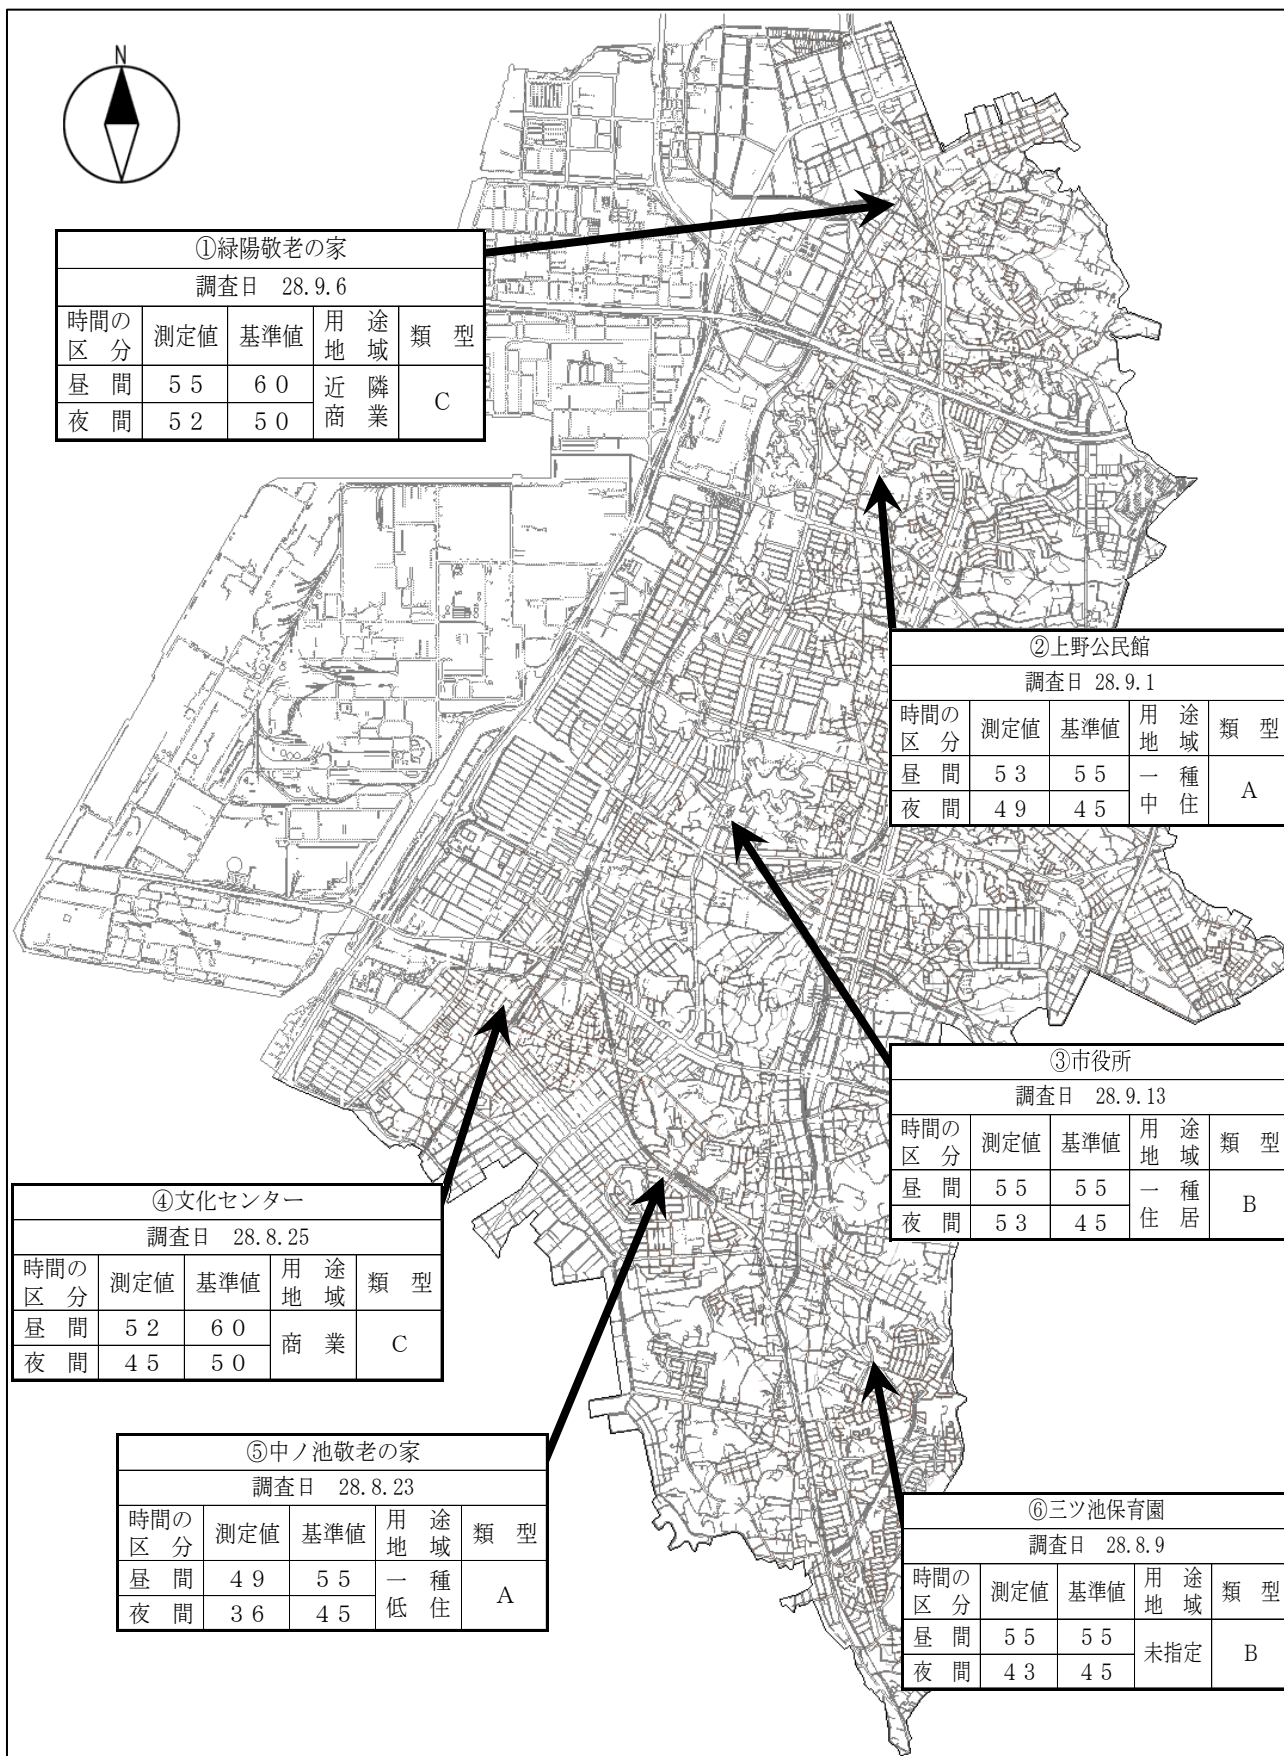 N
①緑陽敬老の家
調査日 28.9.6
時間の区分 測定値 基準値 用途地域 類型
昼間 55 60 近隣商業 C
夜間 52 50
②上野公民館
調査日 28.9.1
時間の区分 測定値 基準値 用途地域 類型
昼間 53 55 一種中住 A
夜間 49 45
③市役所
調査日 28.9.13
時間の区分 測定値 基準値 用途地域 類型
昼間 55 55 一種住居 B
夜間 53 45
④文化センター
調査日 28.8.25
時間の区分 測定値 基準値 用途地域 類型
昼間 52 60 商業 C
夜間 45 50
⑤中ノ池敬老の家
調査日 28.8.23
時間の区分 測定値 基準値 用途地域 類型
昼間 49 55 一種低住 A
夜間 36 45
⑥三ツ池保育園
調査日 28.8.9
時間の区分 測定値 基準値 用途地域 類型
昼間 55 55 未指定 B
夜間 43 45